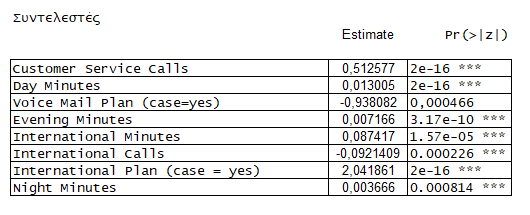 Συντελεστές
Estimate Pr(>|z|)
Customer Service Calls 0,512577 2e-16 ***
Day Minutes 0,013005 2e-16 ***
Voice Mail Plan (case=yes) -0,938082 0,000466
Evening Minutes 0,007166 3.17e-10 ***
International Minutes 0,087417 1.57e-05 ***
International Calls -0,0921409 0.000226 ***
International Plan (case = yes) 2,041861 2e-16 ***
Night Minutes 0,003666 0.000814 ***